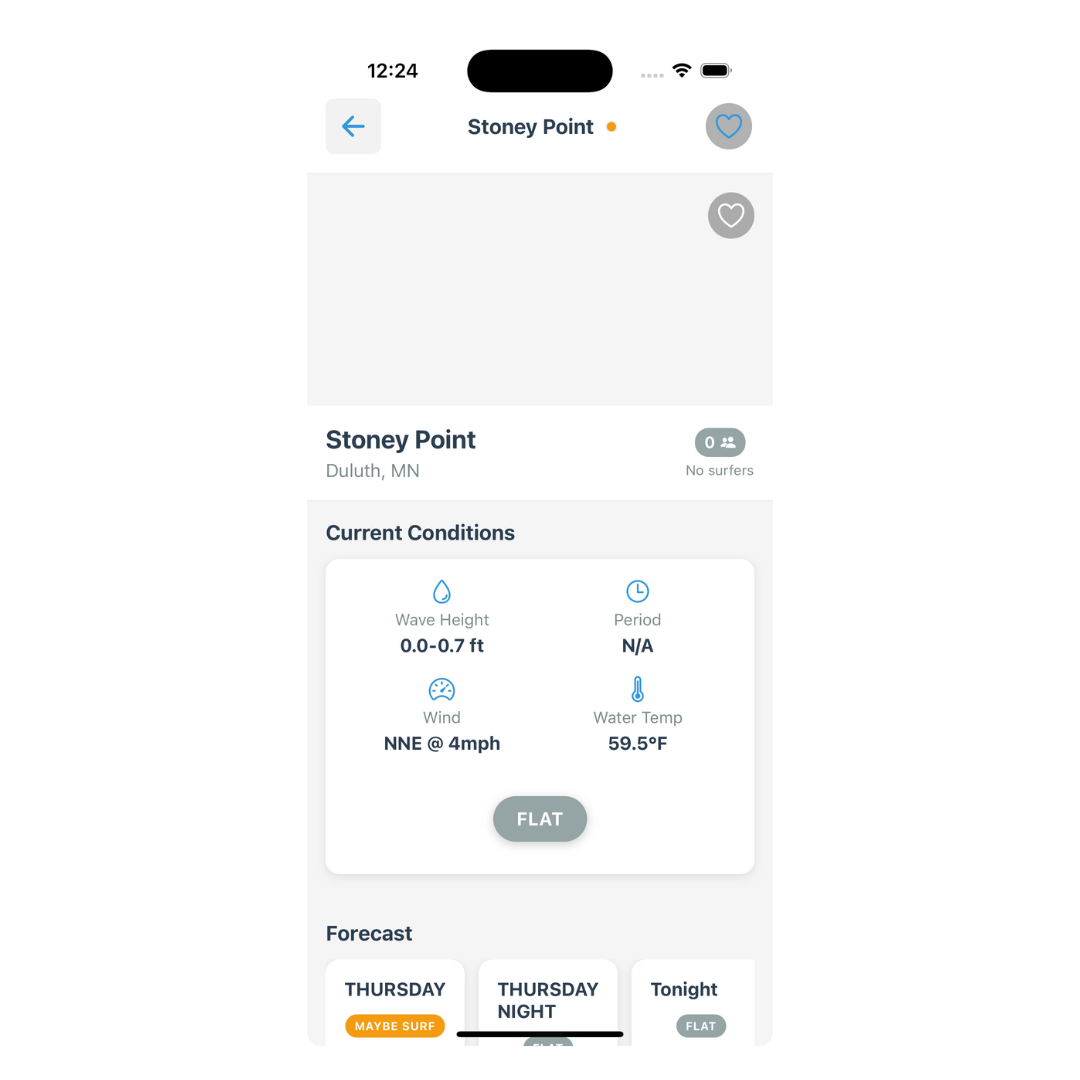 12:24
Stoney Point
Stoney Point
Duluth, MN
0
No surfers
Current Conditions
Wave Height
0.0-0.7 ft
Period
N/A
Wind
NNE @ 4mph
Water Temp
59.5°F
FLAT
Forecast
THURSDAY
MAYBE SURF
THURSDAY
NIGHT
FLAT
Tonight
FLAT